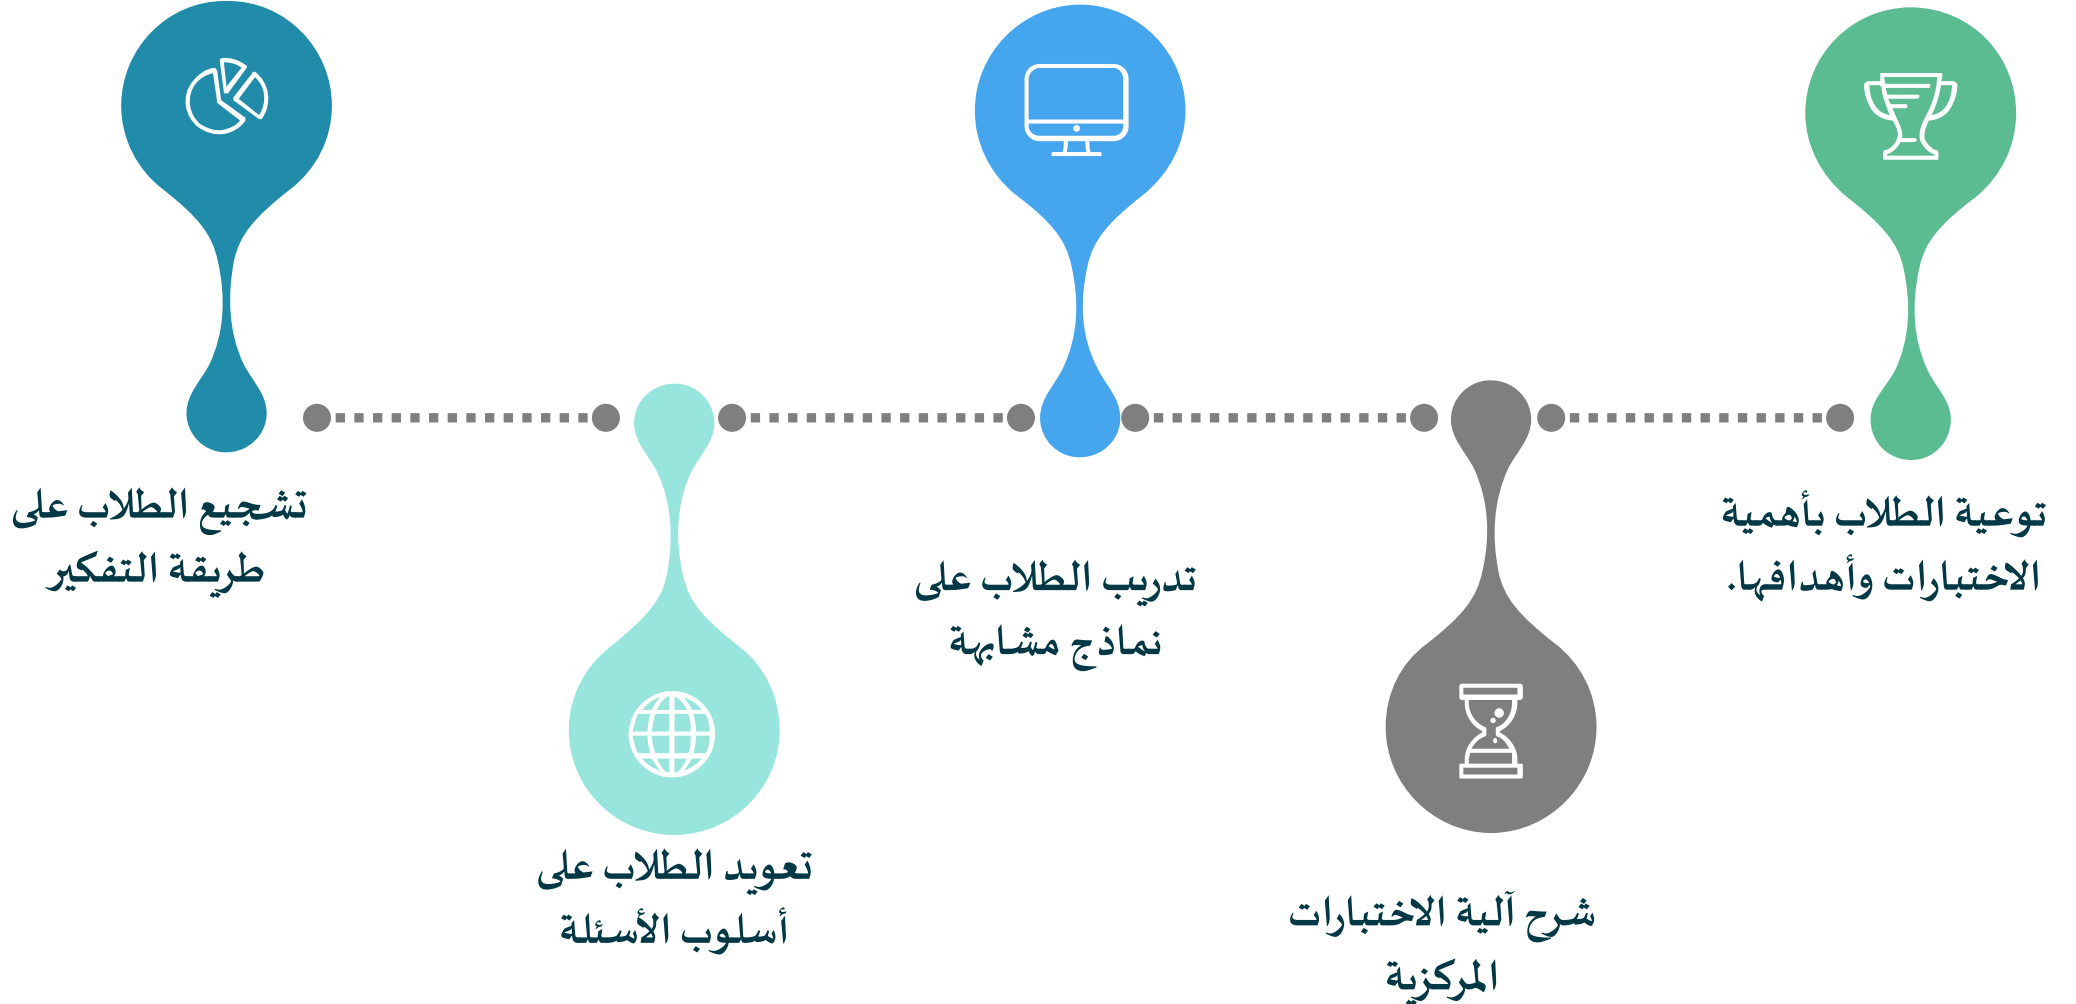 توعية الطلاب بأهمية
الاختبارات وأهدافها.
شرح آلية الاختبارات
المركزية
تدريب الطلاب على
نماذج مشابهة
تعويد الطلاب على
أسلوب الأسئلة
تشجيع الطلاب على
طريقة التفكير